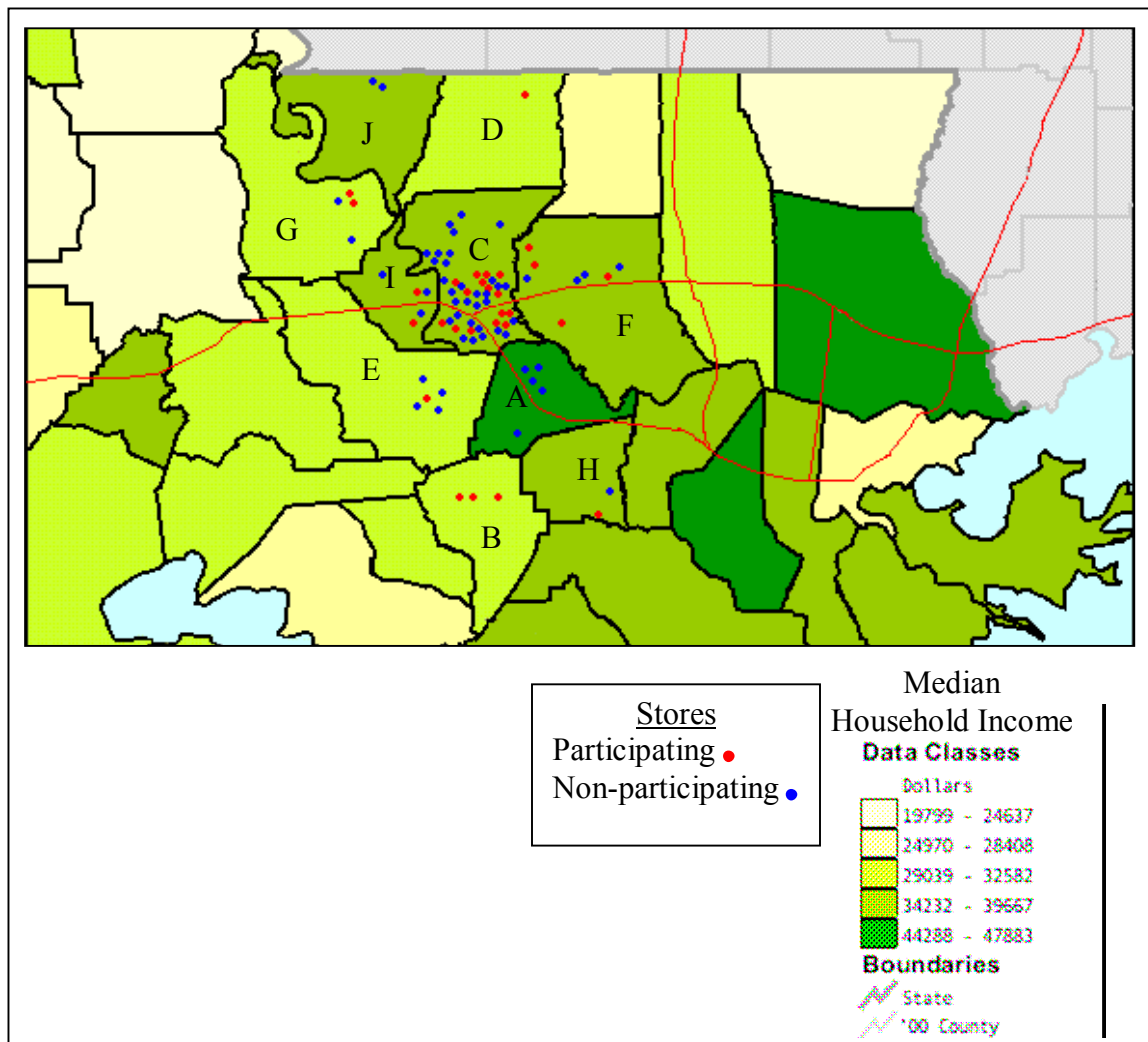 J
D
G
C
I
F
E
A
H
B
Stores
Participating
Non-participating
Median
Household Income
Data Classes
Dollars
19799 - 24637
24970 - 28408
29039 - 32582
34232 - 39667
44288 - 47883
Boundaries
State
'00 County